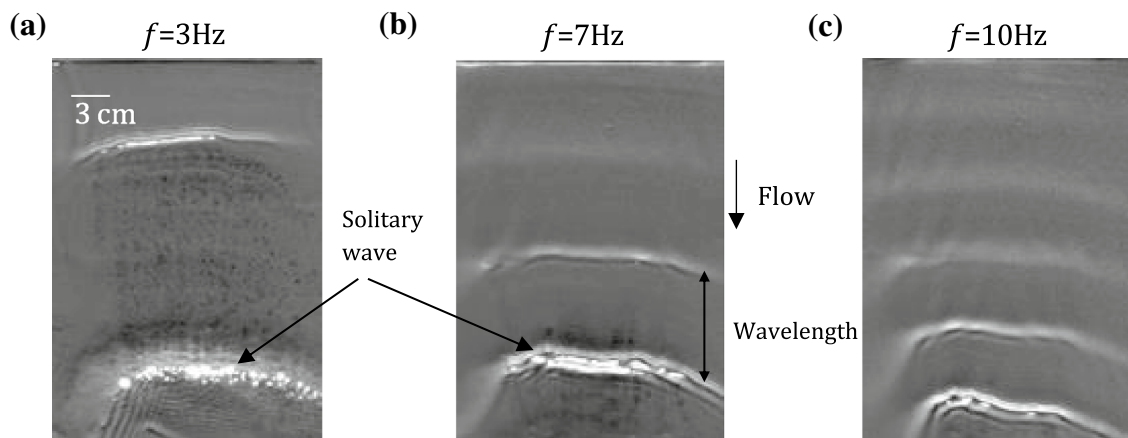 (a)
f=3Hz
(b)
f=7Hz
(c)
f=10Hz
3 cm
Solitary
wave
Flow
Wavelength